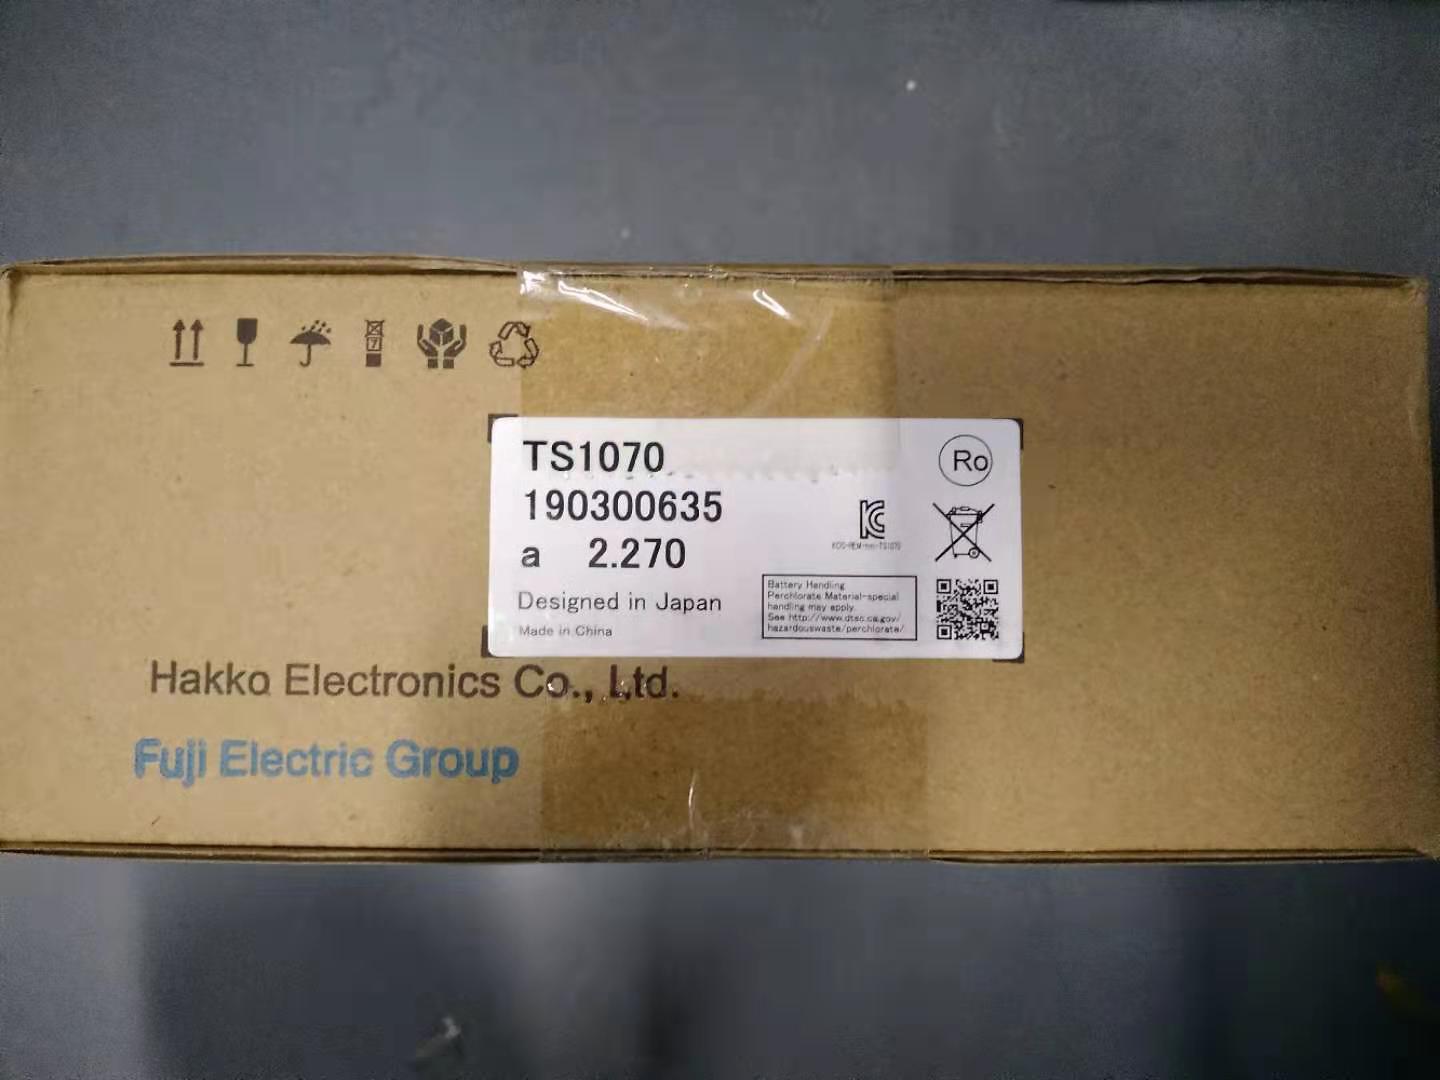 7
TS1070
Ro
190300635
a 2.270
Designed in Japan
Made in China
Battery Handling
Perchlorate Material-special
handling may apply.
See http://www.dtsc.ca.gov/
hazardouswaste/perchlorate/
Hakko Electronics Co., Ltd.
Fuji Electric Group